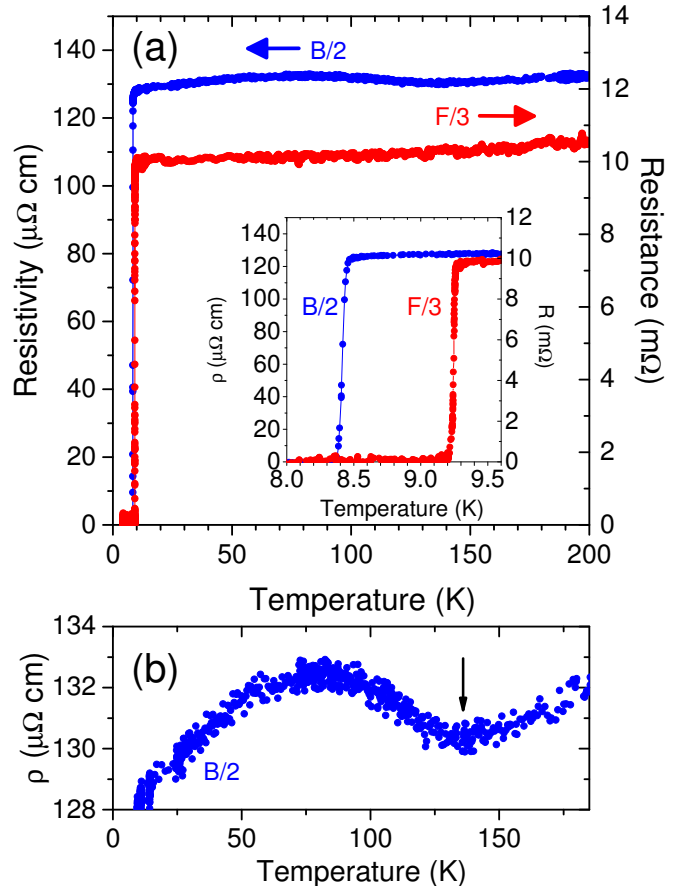 (a)
B/2
F/3
Resistivity (μΩ cm)
0
20
40
60
80
100
120
140
Resistance (mΩ)
0
2
4
6
8
10
12
14
0 50 100 150 200
Temperature (K)
B/2
F/3
ρ (μΩ cm)
0
20
40
60
80
100
120
140
R (mΩ)
0
2
4
6
8
10
12
8.0 8.5 9.0 9.5
Temperature (K)
(b)
B/2
ρ (μΩ cm)
128
130
132
134
0 50 100 150
Temperature (K)